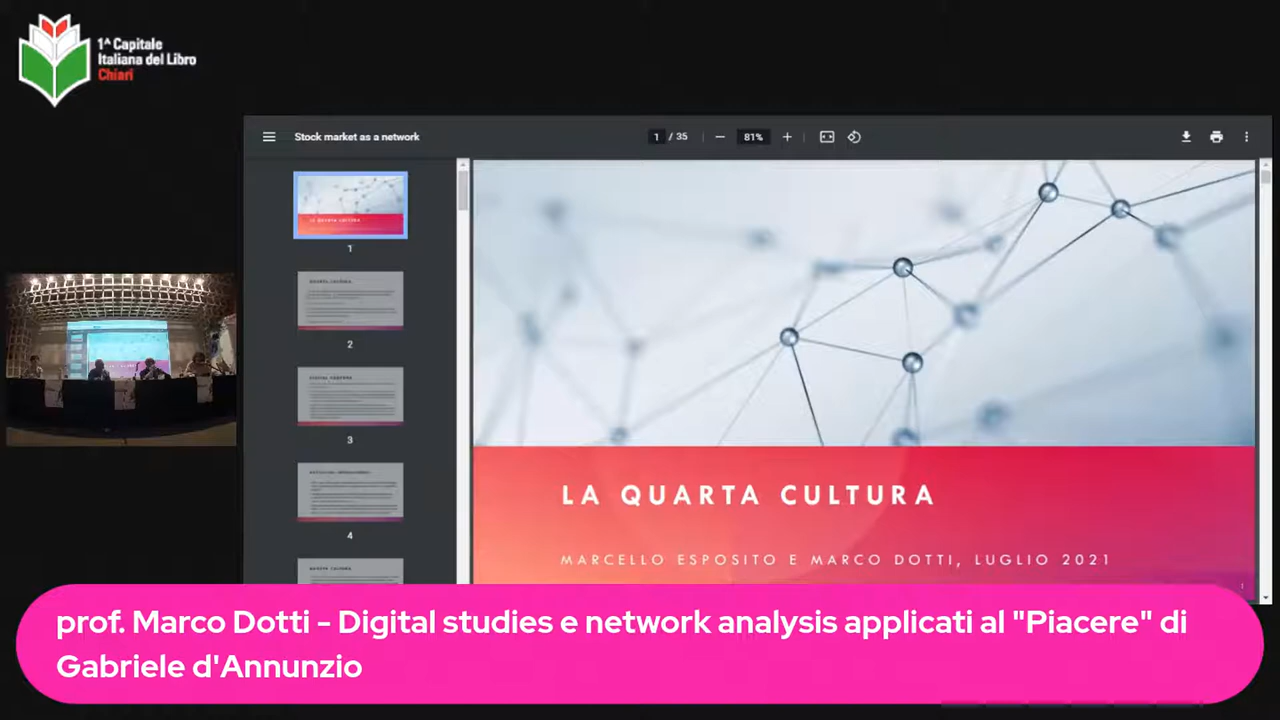 1^ Capitale
Italiana del Libro
Chiari
Stock market as a network
1 / 35
81%
1
2
3
4
LA QUARTA CULTURA
MARCELLO ESPOSITO E MARCO DOTTI, LUGLIO 2021
prof. Marco Dotti - Digital studies e network analysis applicati al "Piacere" di
Gabriele d'Annunzio